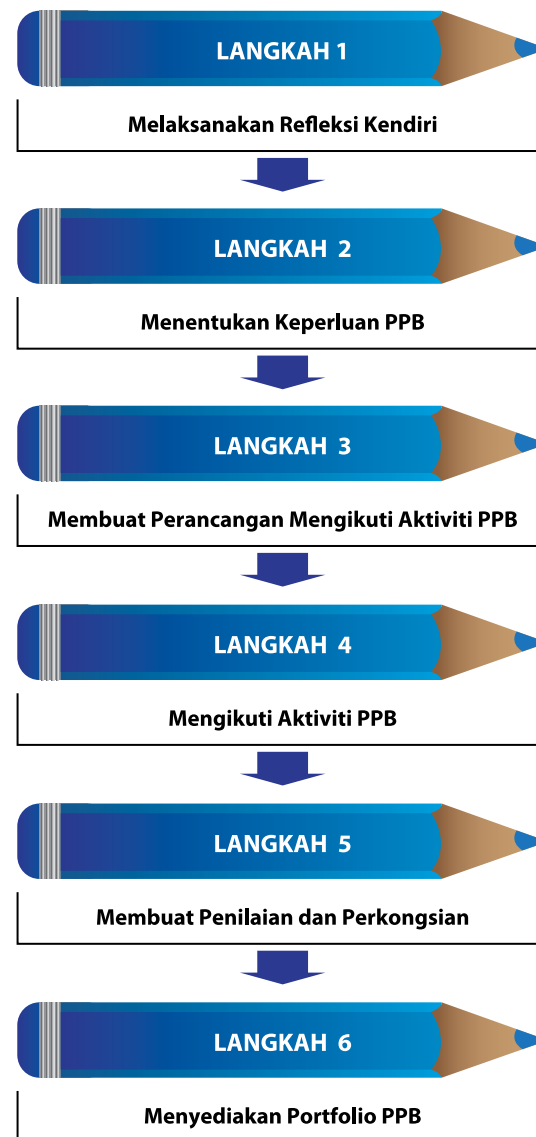 LANGKAH 1
Melaksanakan Refleksi Kendiri
LANGKAH 2
Menentukan Keperluan PPB
LANGKAH 3
Membuat Perancangan Mengikuti Aktiviti PPB
LANGKAH 4
Mengikuti Aktiviti PPB
LANGKAH 5
Membuat Penilaian dan Perkongsian
LANGKAH 6
Menyediakan Portfolio PPB